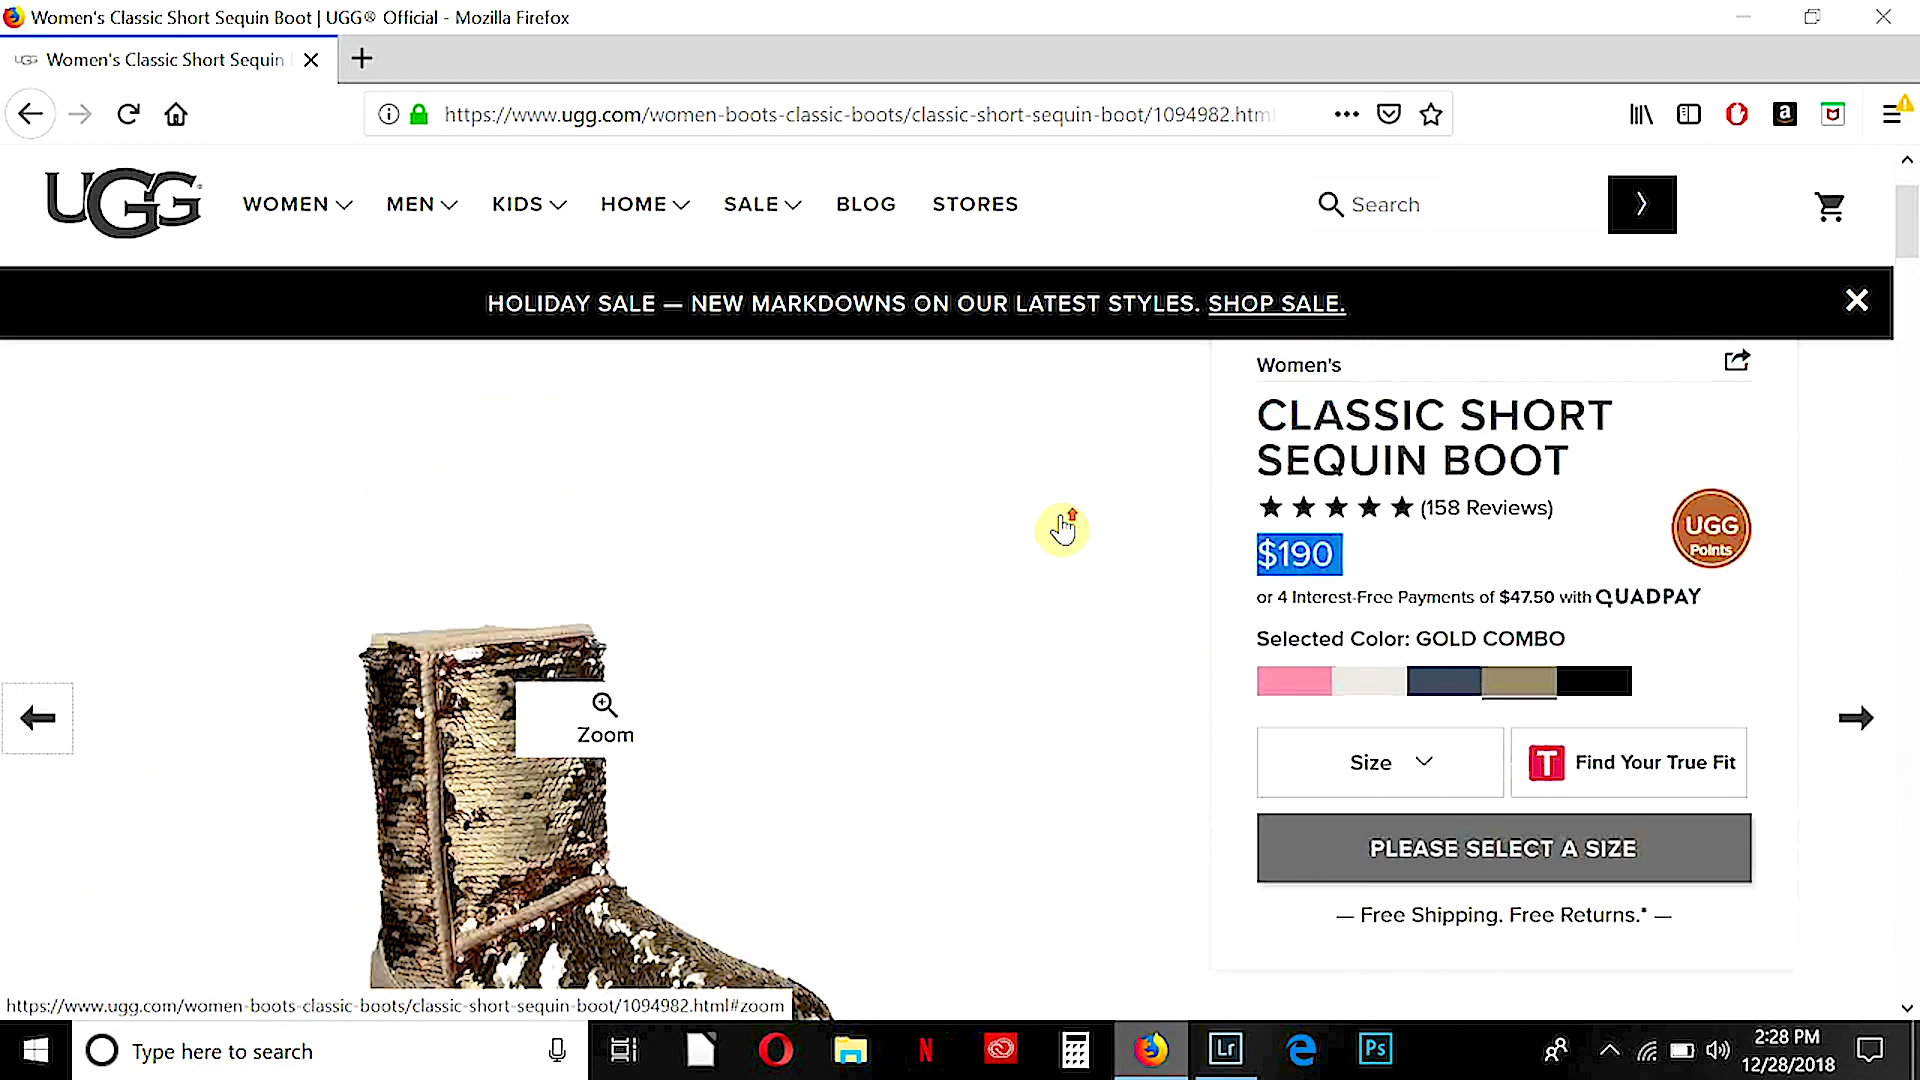 Women's Classic Short Sequin Boot | UGG® Official - Mozilla Firefox
UGG Women's Classic Short Sequin
https://www.ugg.com/women-boots-classic-boots/classic-short-sequin-boot/1094982.html
UGG
WOMEN MEN KIDS HOME SALE BLOG STORES
Search
HOLIDAY SALE — NEW MARKDOWNS ON OUR LATEST STYLES. SHOP SALE.
Women's
CLASSIC SHORT
SEQUIN BOOT
(158 Reviews)
UGG
Points
$190
or 4 Interest-Free Payments of $47.50 with QUADPAY
Selected Color: GOLD COMBO
Zoom
Size
T Find Your True Fit
PLEASE SELECT A SIZE
— Free Shipping. Free Returns.* —
https://www.ugg.com/women-boots-classic-boots/classic-short-sequin-boot/1094982.html#zoom
Type here to search
N
Lr
Ps
2:28 PM
12/28/2018